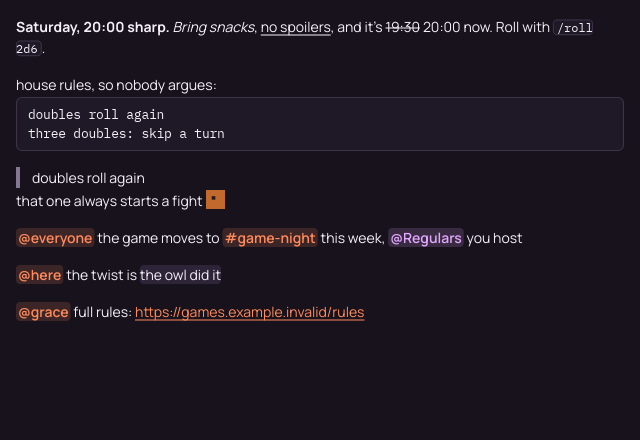 Saturday, 20:00 sharp. Bring snacks, no spoilers, and it's 19:30 20:00 now. Roll with /roll
2d6.
house rules, so nobody argues:
doubles roll again
three doubles: skip a turn
doubles roll again
that one always starts a fight
@everyone the game moves to #game-night this week, @Regulars you host
@here the twist is the owl did it
@grace full rules: https://games.example.invalid/rules